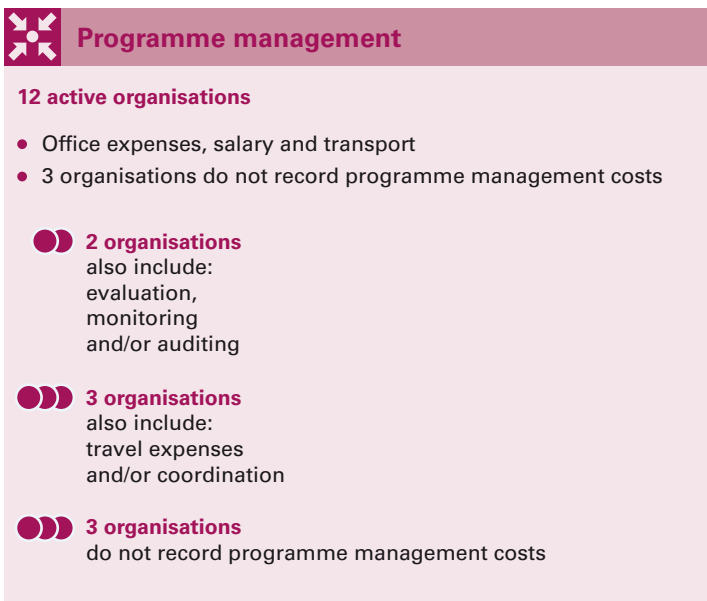 Programme management
12 active organisations
• Office expenses, salary and transport
• 3 organisations do not record programme management costs
2 organisations
also include:
evaluation,
monitoring
and/or auditing
3 organisations
also include:
travel expenses
and/or coordination
3 organisations
do not record programme management costs